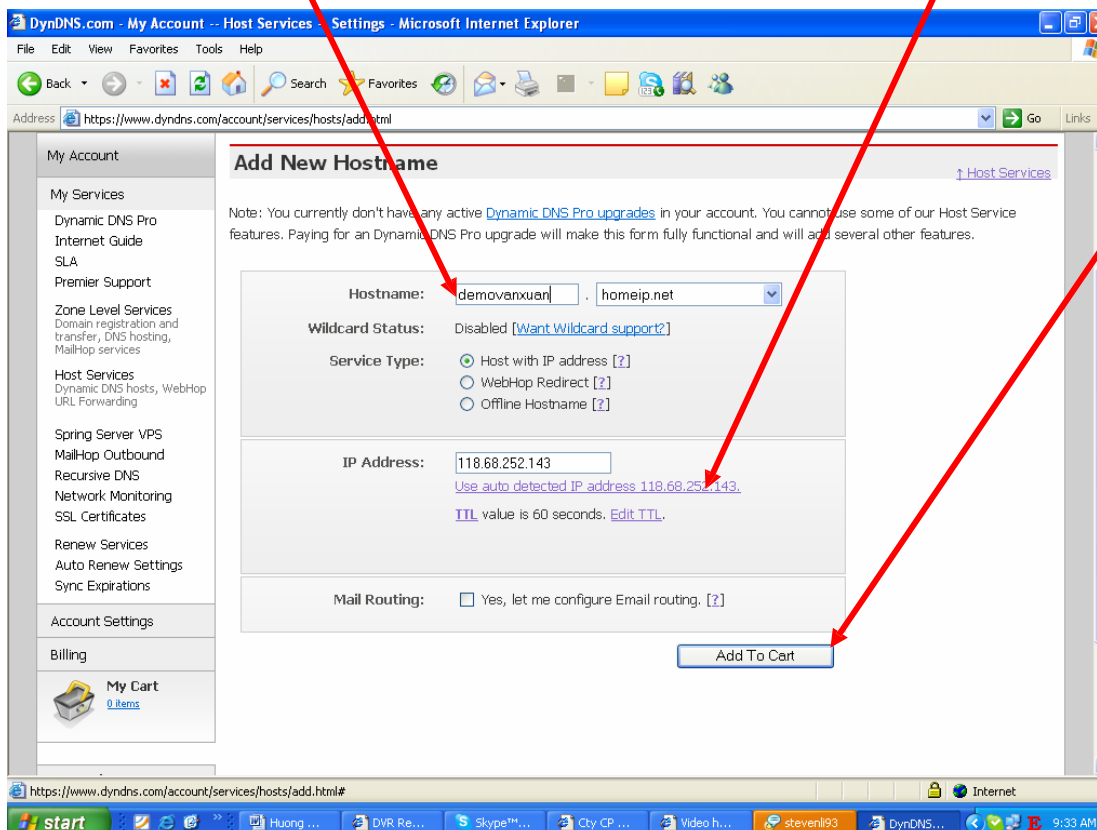 DynDNS.com - My Account -- Host Services - Settings - Microsoft Internet Explorer
File Edit View Favorites Tools Help
Back Search Favorites
Address https://www.dyndns.com/account/services/hosts/add.html Go Links
My Account
My Services
Dynamic DNS Pro
Internet Guide
SLA
Premier Support
Zone Level Services
Domain registration and
transfer, DNS hosting,
MailHop services
Host Services
Dynamic DNS hosts, WebHop
URL Forwarding
Spring Server VPS
MailHop Outbound
Recursive DNS
Network Monitoring
SSL Certificates
Renew Services
Auto Renew Settings
Sync Expirations
Account Settings
Billing
My Cart
0 items
Add New Hostname
↑ Host Services
Note: You currently don't have any active Dynamic DNS Pro upgrades in your account. You cannot use some of our Host Service
features. Paying for an Dynamic DNS Pro upgrade will make this form fully functional and will add several other features.
Hostname: demovanxuan . homeip.net
Wildcard Status: Disabled [Want Wildcard support?]
Service Type: Host with IP address [?]
WebHop Redirect [?]
Offline Hostname [?]
IP Address: 118.68.252.143
Use auto detected IP address 118.68.252.143.
TTL value is 60 seconds. Edit TTL.
Mail Routing: Yes, let me configure Email routing. [?]
Add To Cart
https://www.dyndns.com/account/services/hosts/add.html# Internet
start Huong ... DVR Re... Skype™... Cty CP ... Video h... stevenli93 DynDNS... 9:33 AM